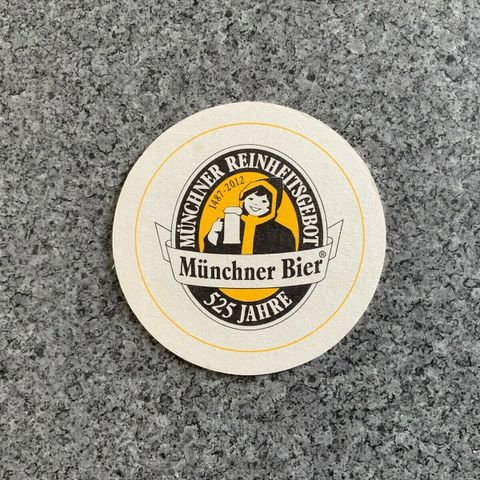 MÜNCHNER REINHEITSGEBOT
1487-2012
Münchner Bier®
525 JAHRE